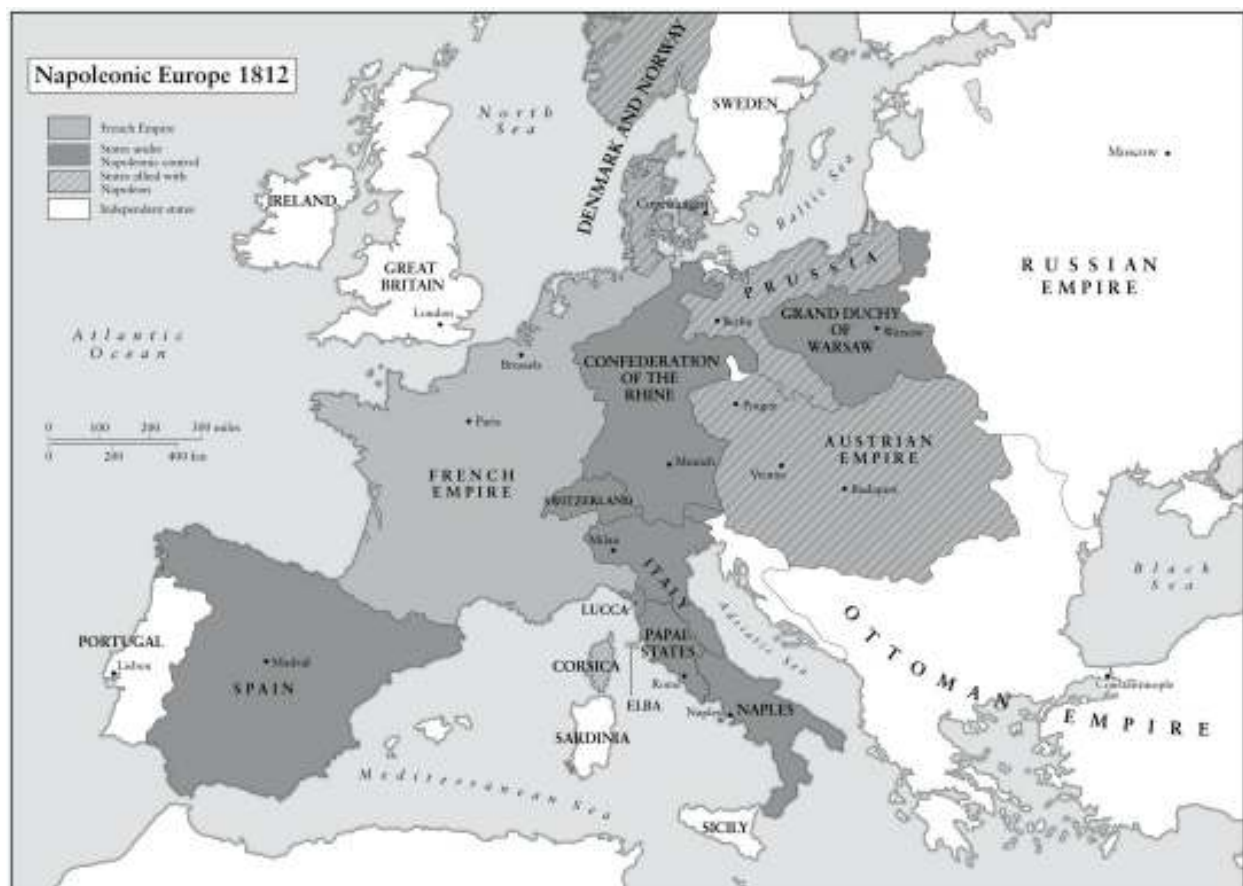 Napoleonic Europe 1812
French Empire
States under
Napoleonic control
States allied with
Napoleon
Independent states
North
Sea
DENMARK AND NORWAY
SWEDEN
Moscow
IRELAND
Copenhagen
Baltic Sea
GREAT
BRITAIN
London
PRUSSIA
RUSSIAN
EMPIRE
Atlantic
Ocean
Berlin
GRAND DUCHY
OF
WARSAW
Warsaw
Brussels
CONFEDERATION
OF THE
RHINE
0 100 200 300 miles
0 200 400 km
Paris
Prague
FRENCH
EMPIRE
Munich
AUSTRIAN
EMPIRE
Vienna
Budapest
SWITZERLAND
Milan
ITALY
Black
Sea
LUCCA
Adriatic Sea
OTTOMAN EMPIRE
PORTUGAL
Lisbon
Madrid
SPAIN
CORSICA
PAPAL
STATES
Rome
ELBA
Constantinople
Naples
NAPLES
SARDINIA
Mediterranean Sea
SICILY